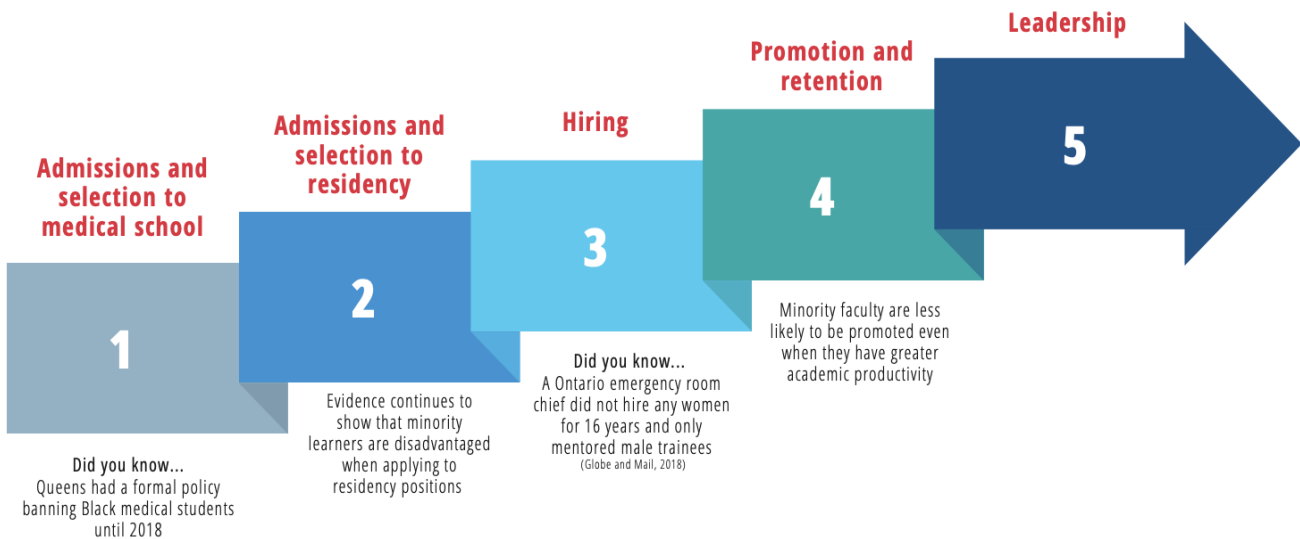 Admissions and
selection to
medical school
1
Did you know...
Queens had a formal policy
banning Black medical students
until 2018
Admissions and
selection to
residency
2
Evidence continues to
show that minority
learners are disadvantaged
when applying to
residency positions
Hiring
3
Did you know...
A Ontario emergency room
chief did not hire any women
for 16 years and only
mentored male trainees
(Globe and Mail, 2018)
Promotion and
retention
4
Minority faculty are less
likely to be promoted even
when they have greater
academic productivity
Leadership
5